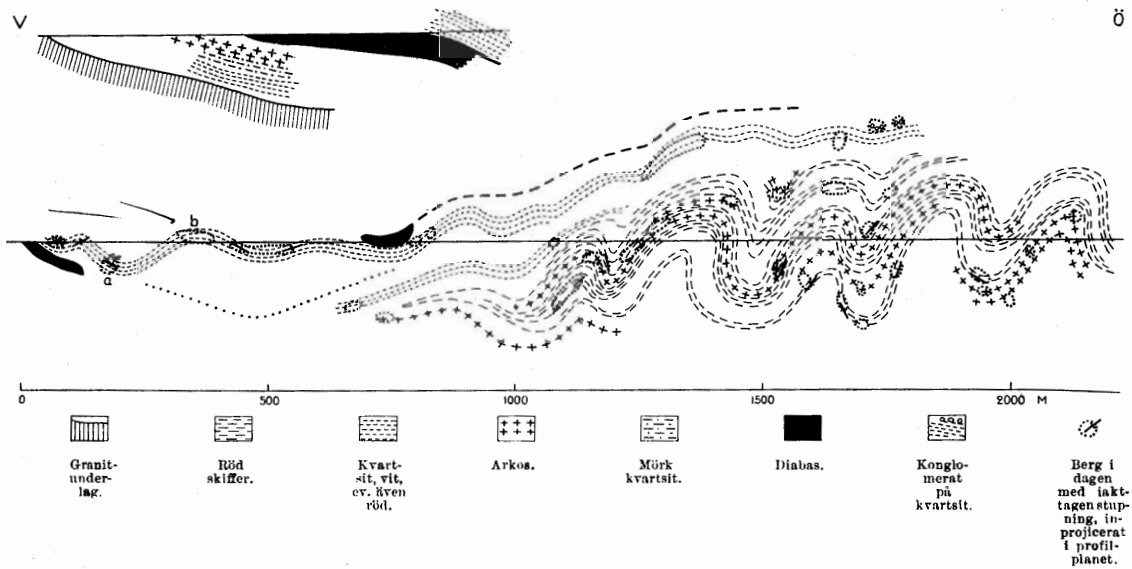 V
Ö
b
a
0
500
1000
1500
2000 M
Granit-
under-
lag.
Röd
skiffer.
Kvart-
sit, vit,
ev. även
röd.
Arkos.
Mörk
kvartsit.
Diabas.
Konglo-
merat
på
kvartsit.
Berg i
dagen
med iakt-
tagen stup-
ning, in-
projicerat
i profil-
planet.